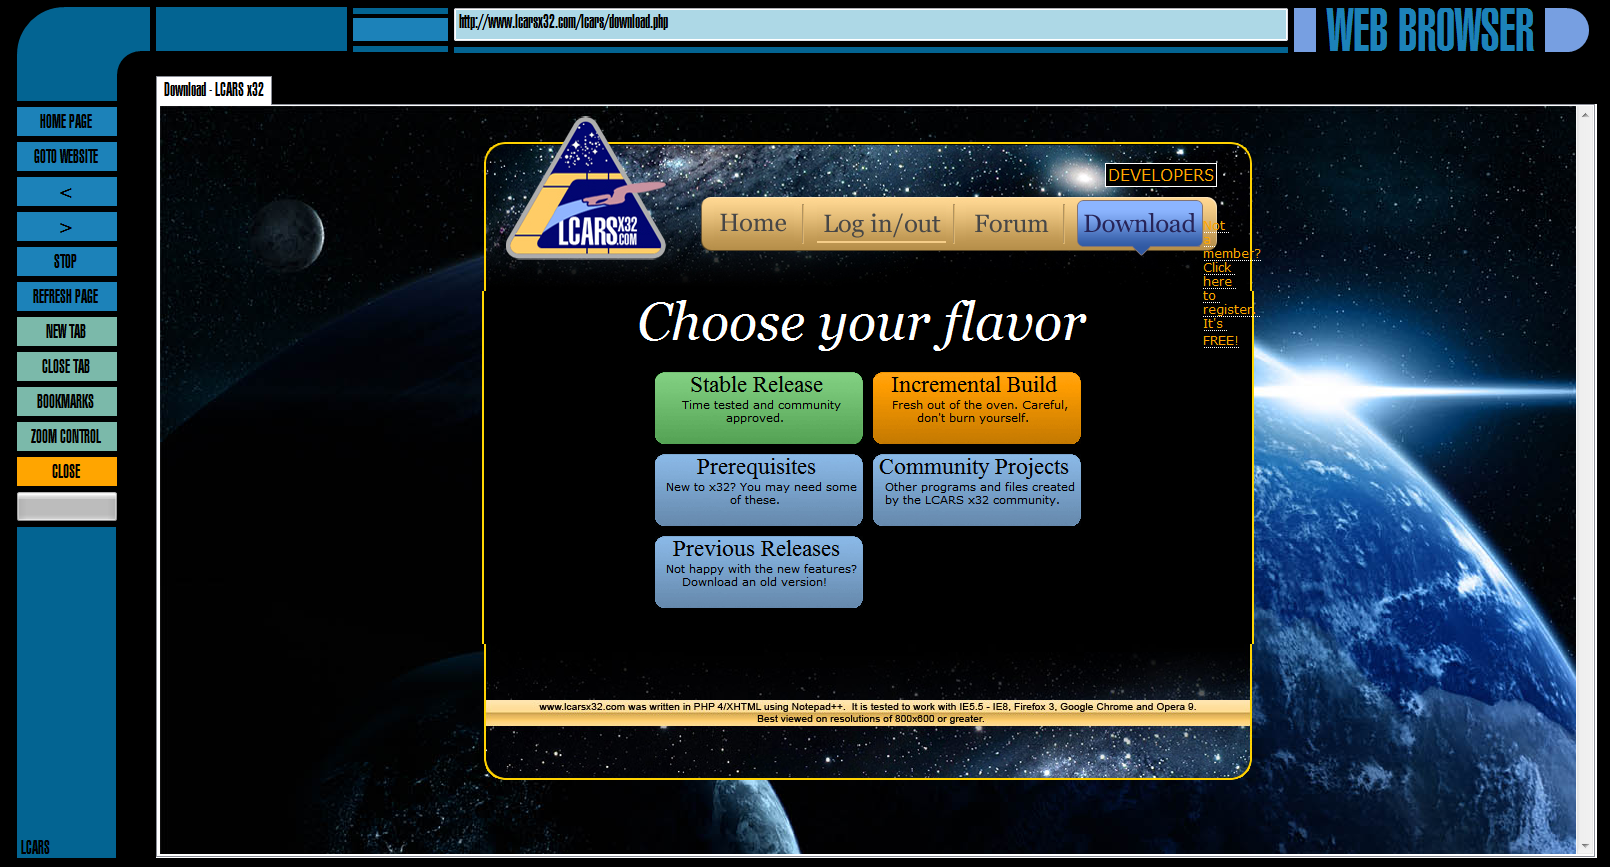 http://www.lcarsx32.com/lcars/download.php
WEB BROWSER
Download - LCARS x32
HOME PAGE
GOTO WEBSITE
<
>
STOP
REFRESH PAGE
NEW TAB
CLOSE TAB
BOOKMARKS
ZOOM CONTROL
CLOSE
LCARS
LCARS X32
.COM
DEVELOPERS
Home
Log in/out
Forum
Download
Not
a
member?
Click
here
to
register.
It's
FREE!
Choose your flavor
Stable Release
Time tested and community
approved.
Incremental Build
Fresh out of the oven. Careful,
don't burn yourself.
Prerequisites
New to x32? You may need some
of these.
Community Projects
Other programs and files created
by the LCARS x32 community.
Previous Releases
Not happy with the new features?
Download an old version!
www.lcarsx32.com was written in PHP 4/XHTML using Notepad++.  It is tested to work with IE5.5 - IE8, Firefox 3, Google Chrome and Opera 9.
Best viewed on resolutions of 800x600 or greater.